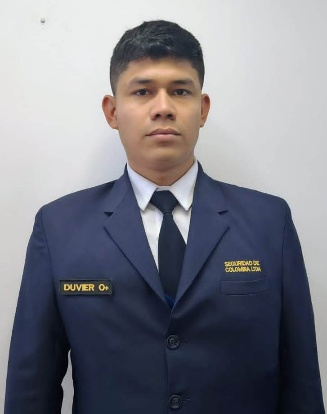 DUVIER O+
SEGURIDAD DE
COLOMBIA LTDA